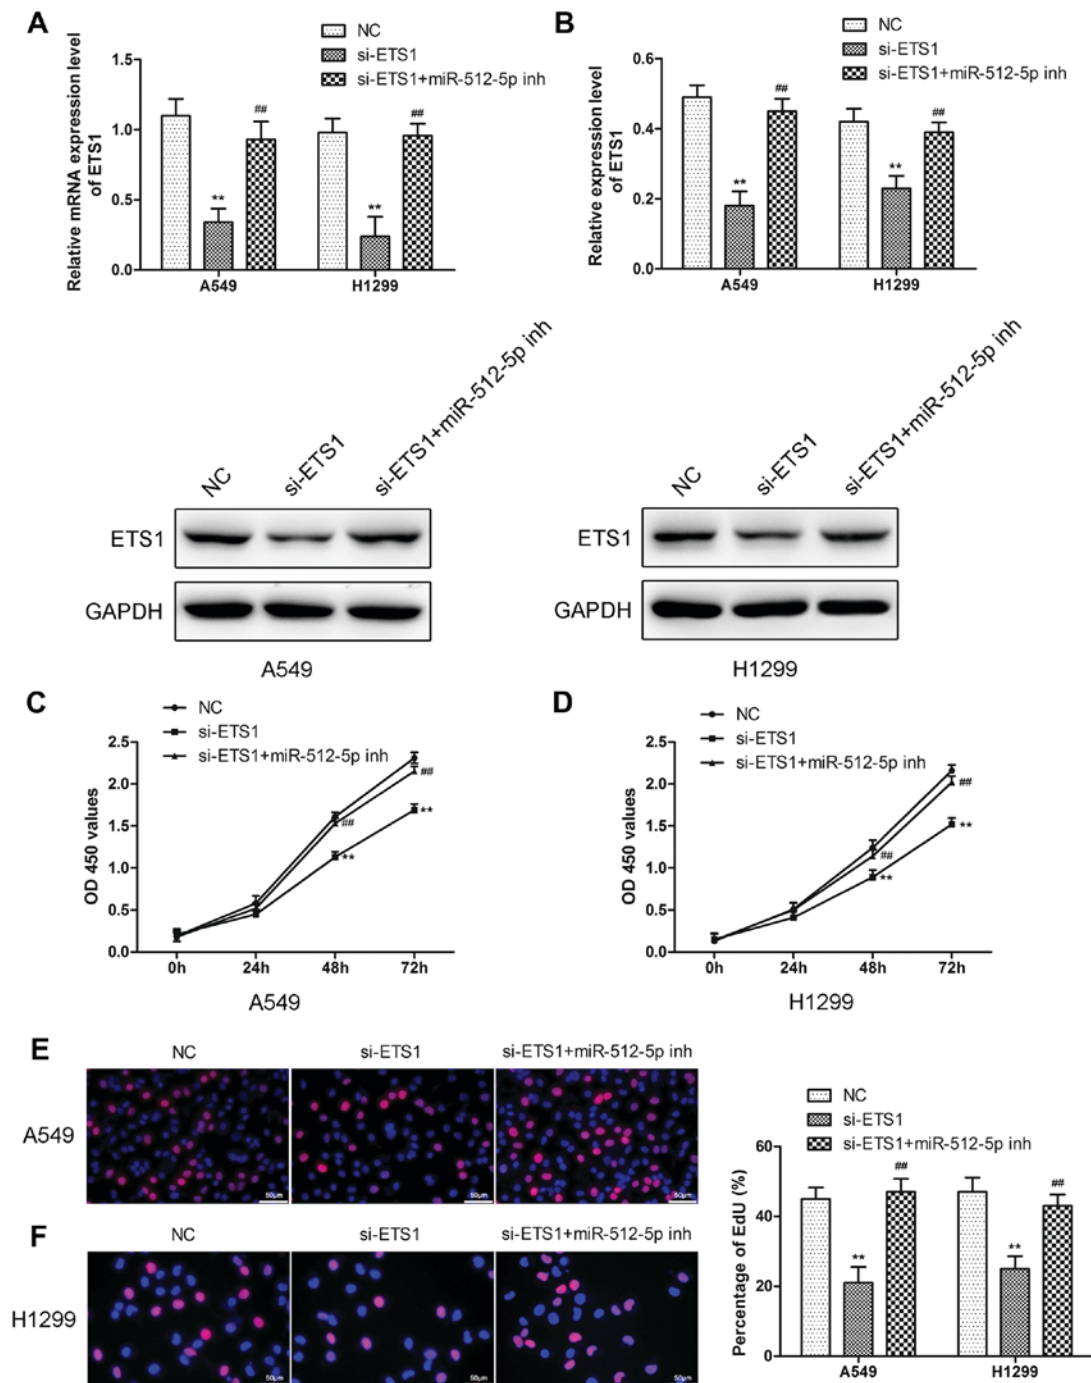 A
NC
si-ETS1
si-ETS1+miR-512-5p inh
Relative mRNA expression level
of ETS1
1.5
1.0
0.5
0.0
##
##
**
**
A549
H1299
B
NC
si-ETS1
si-ETS1+miR-512-5p inh
Relative expression level
of ETS1
0.6
0.4
0.2
0.0
##
##
**
**
A549
H1299
NC
si-ETS1
si-ETS1+miR-512-5p inh
ETS1
GAPDH
A549
NC
si-ETS1
si-ETS1+miR-512-5p inh
ETS1
GAPDH
H1299
C
NC
si-ETS1
si-ETS1+miR-512-5p inh
OD 450 values
2.5
2.0
1.5
1.0
0.5
0.0
##
##
**
**
0h
24h
48h
72h
A549
D
NC
si-ETS1
si-ETS1+miR-512-5p inh
OD 450 values
2.5
2.0
1.5
1.0
0.5
0.0
##
##
**
**
0h
24h
48h
72h
H1299
E
NC
si-ETS1
si-ETS1+miR-512-5p inh
A549
50μm
50μm
50μm
F
NC
si-ETS1
si-ETS1+miR-512-5p inh
H1299
50μm
50μm
50μm
NC
si-ETS1
si-ETS1+miR-512-5p inh
Percentage of EdU (%)
60
40
20
0
##
##
**
**
A549
H1299